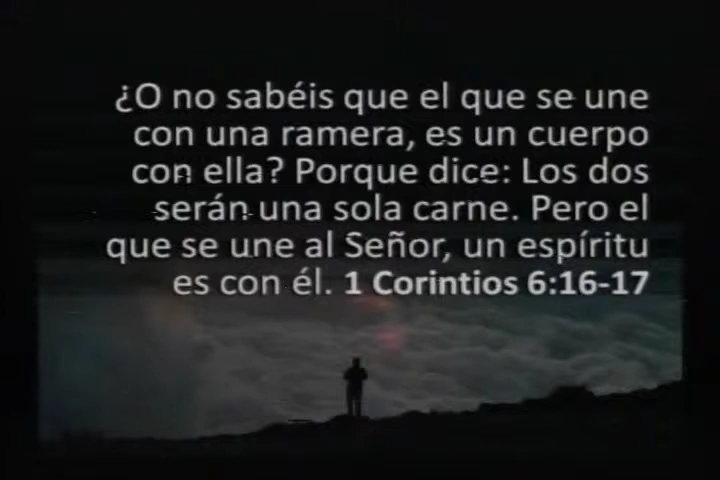 ¿O no sabéis que el que se une
con una ramera, es un cuerpo
con ella? Porque dice: Los dos
serán una sola carne. Pero el
que se une al Señor, un espíritu
es con él. 1 Corintios 6:16-17